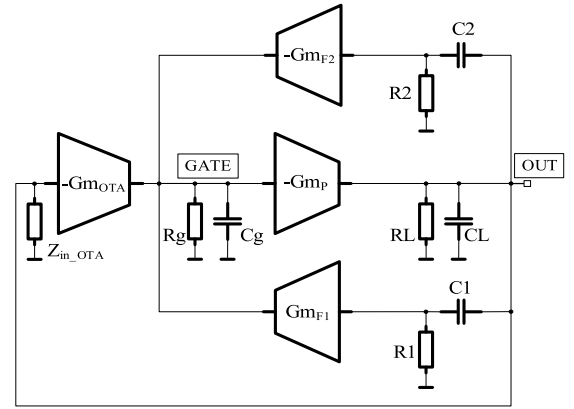 C2
-GmF2
R2
GATE
OUT
-GmOTA
-GmP
Zin_OTA
Rg
Cg
RL
CL
C1
GmF1
R1